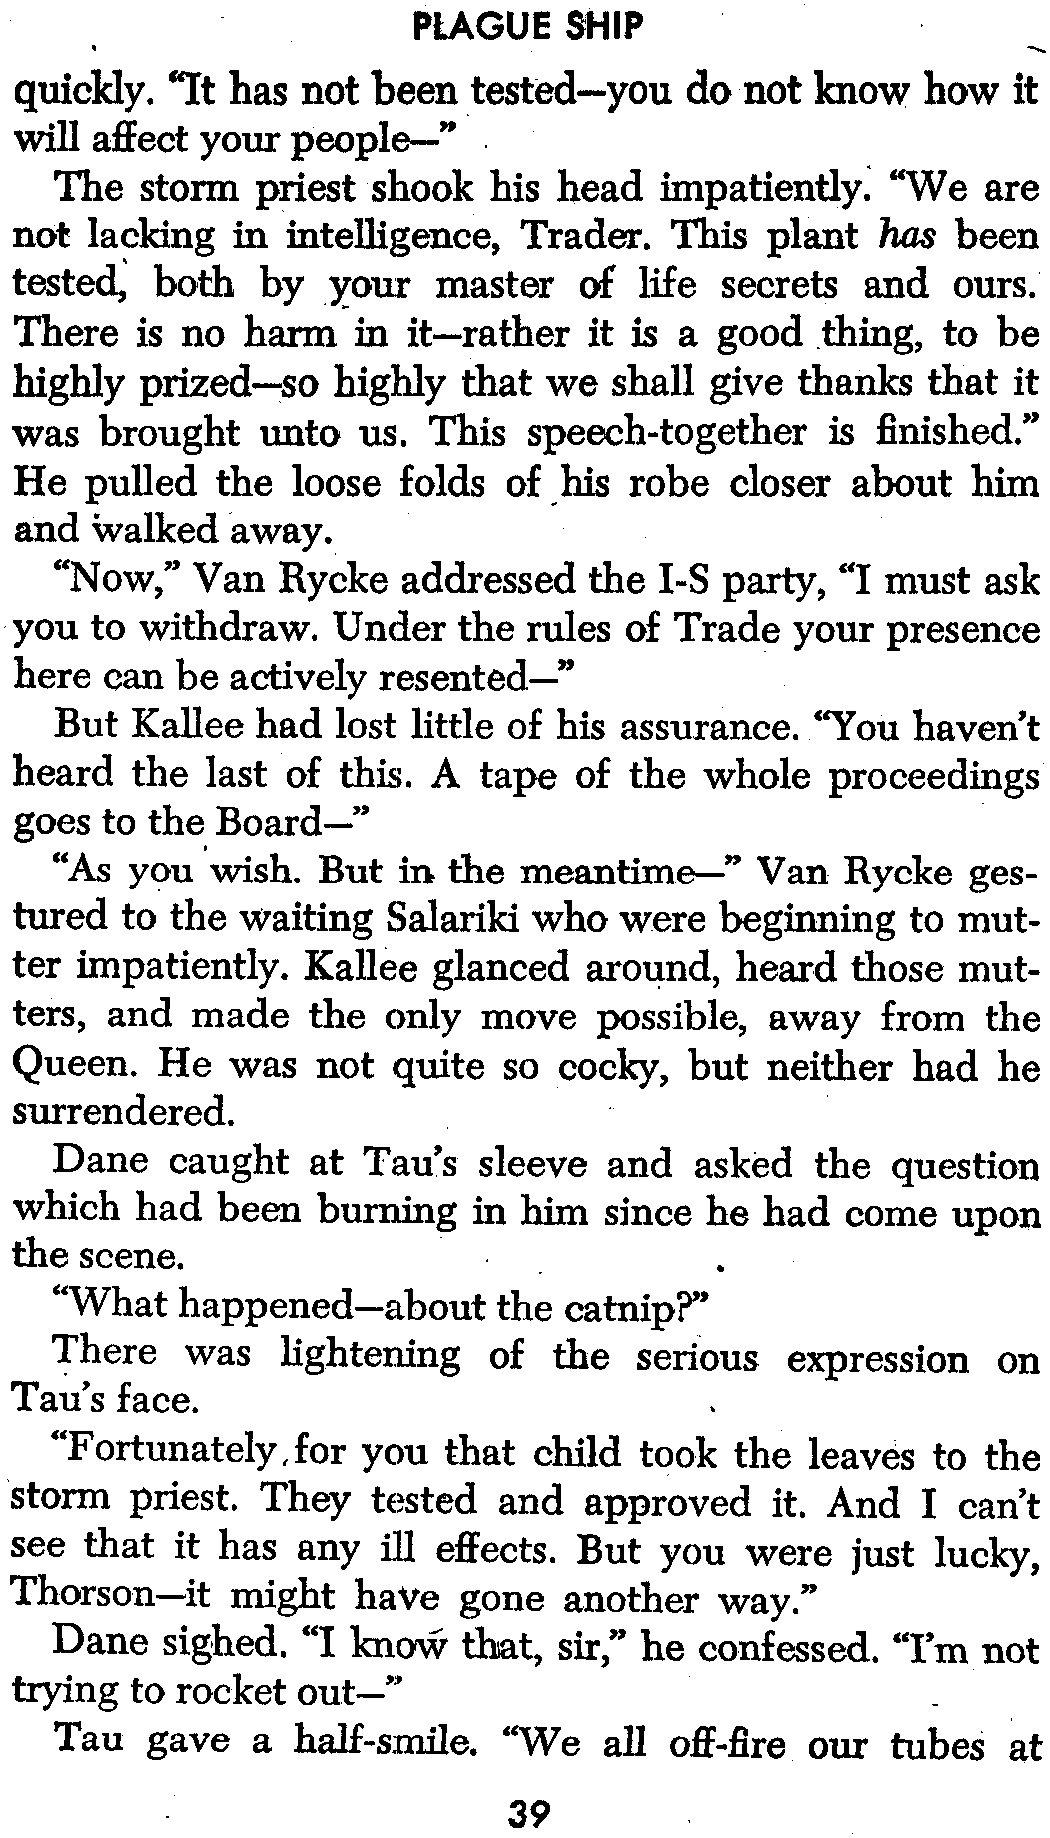 PLAGUE SHIP
quickly. “It has not been tested—you do not know how it
will affect your people—”
The storm priest shook his head impatiently. “We are
not lacking in intelligence, Trader. This plant has been
tested, both by your master of life secrets and ours.
There is no harm in it—rather it is a good thing, to be
highly prized—so highly that we shall give thanks that it
was brought unto us. This speech-together is finished.”
He pulled the loose folds of his robe closer about him
and walked away.
“Now,” Van Rycke addressed the I-S party, “I must ask
you to withdraw. Under the rules of Trade your presence
here can be actively resented—”
But Kallee had lost little of his assurance. “You haven’t
heard the last of this. A tape of the whole proceedings
goes to the Board—”
“As you wish. But in the meantime—” Van Rycke ges-
tured to the waiting Salariki who were beginning to mut-
ter impatiently. Kallee glanced around, heard those mut-
ters, and made the only move possible, away from the
Queen. He was not quite so cocky, but neither had he
surrendered.
Dane caught at Tau’s sleeve and asked the question
which had been burning in him since he had come upon
the scene.
“What happened—about the catnip?”
There was lightening of the serious expression on
Tau’s face.
“Fortunately for you that child took the leaves to the
storm priest. They tested and approved it. And I can’t
see that it has any ill effects. But you were just lucky,
Thorson—it might have gone another way.”
Dane sighed. “I know that, sir,” he confessed. “I’m not
trying to rocket out—”
Tau gave a half-smile. “We all off-fire our tubes at
39